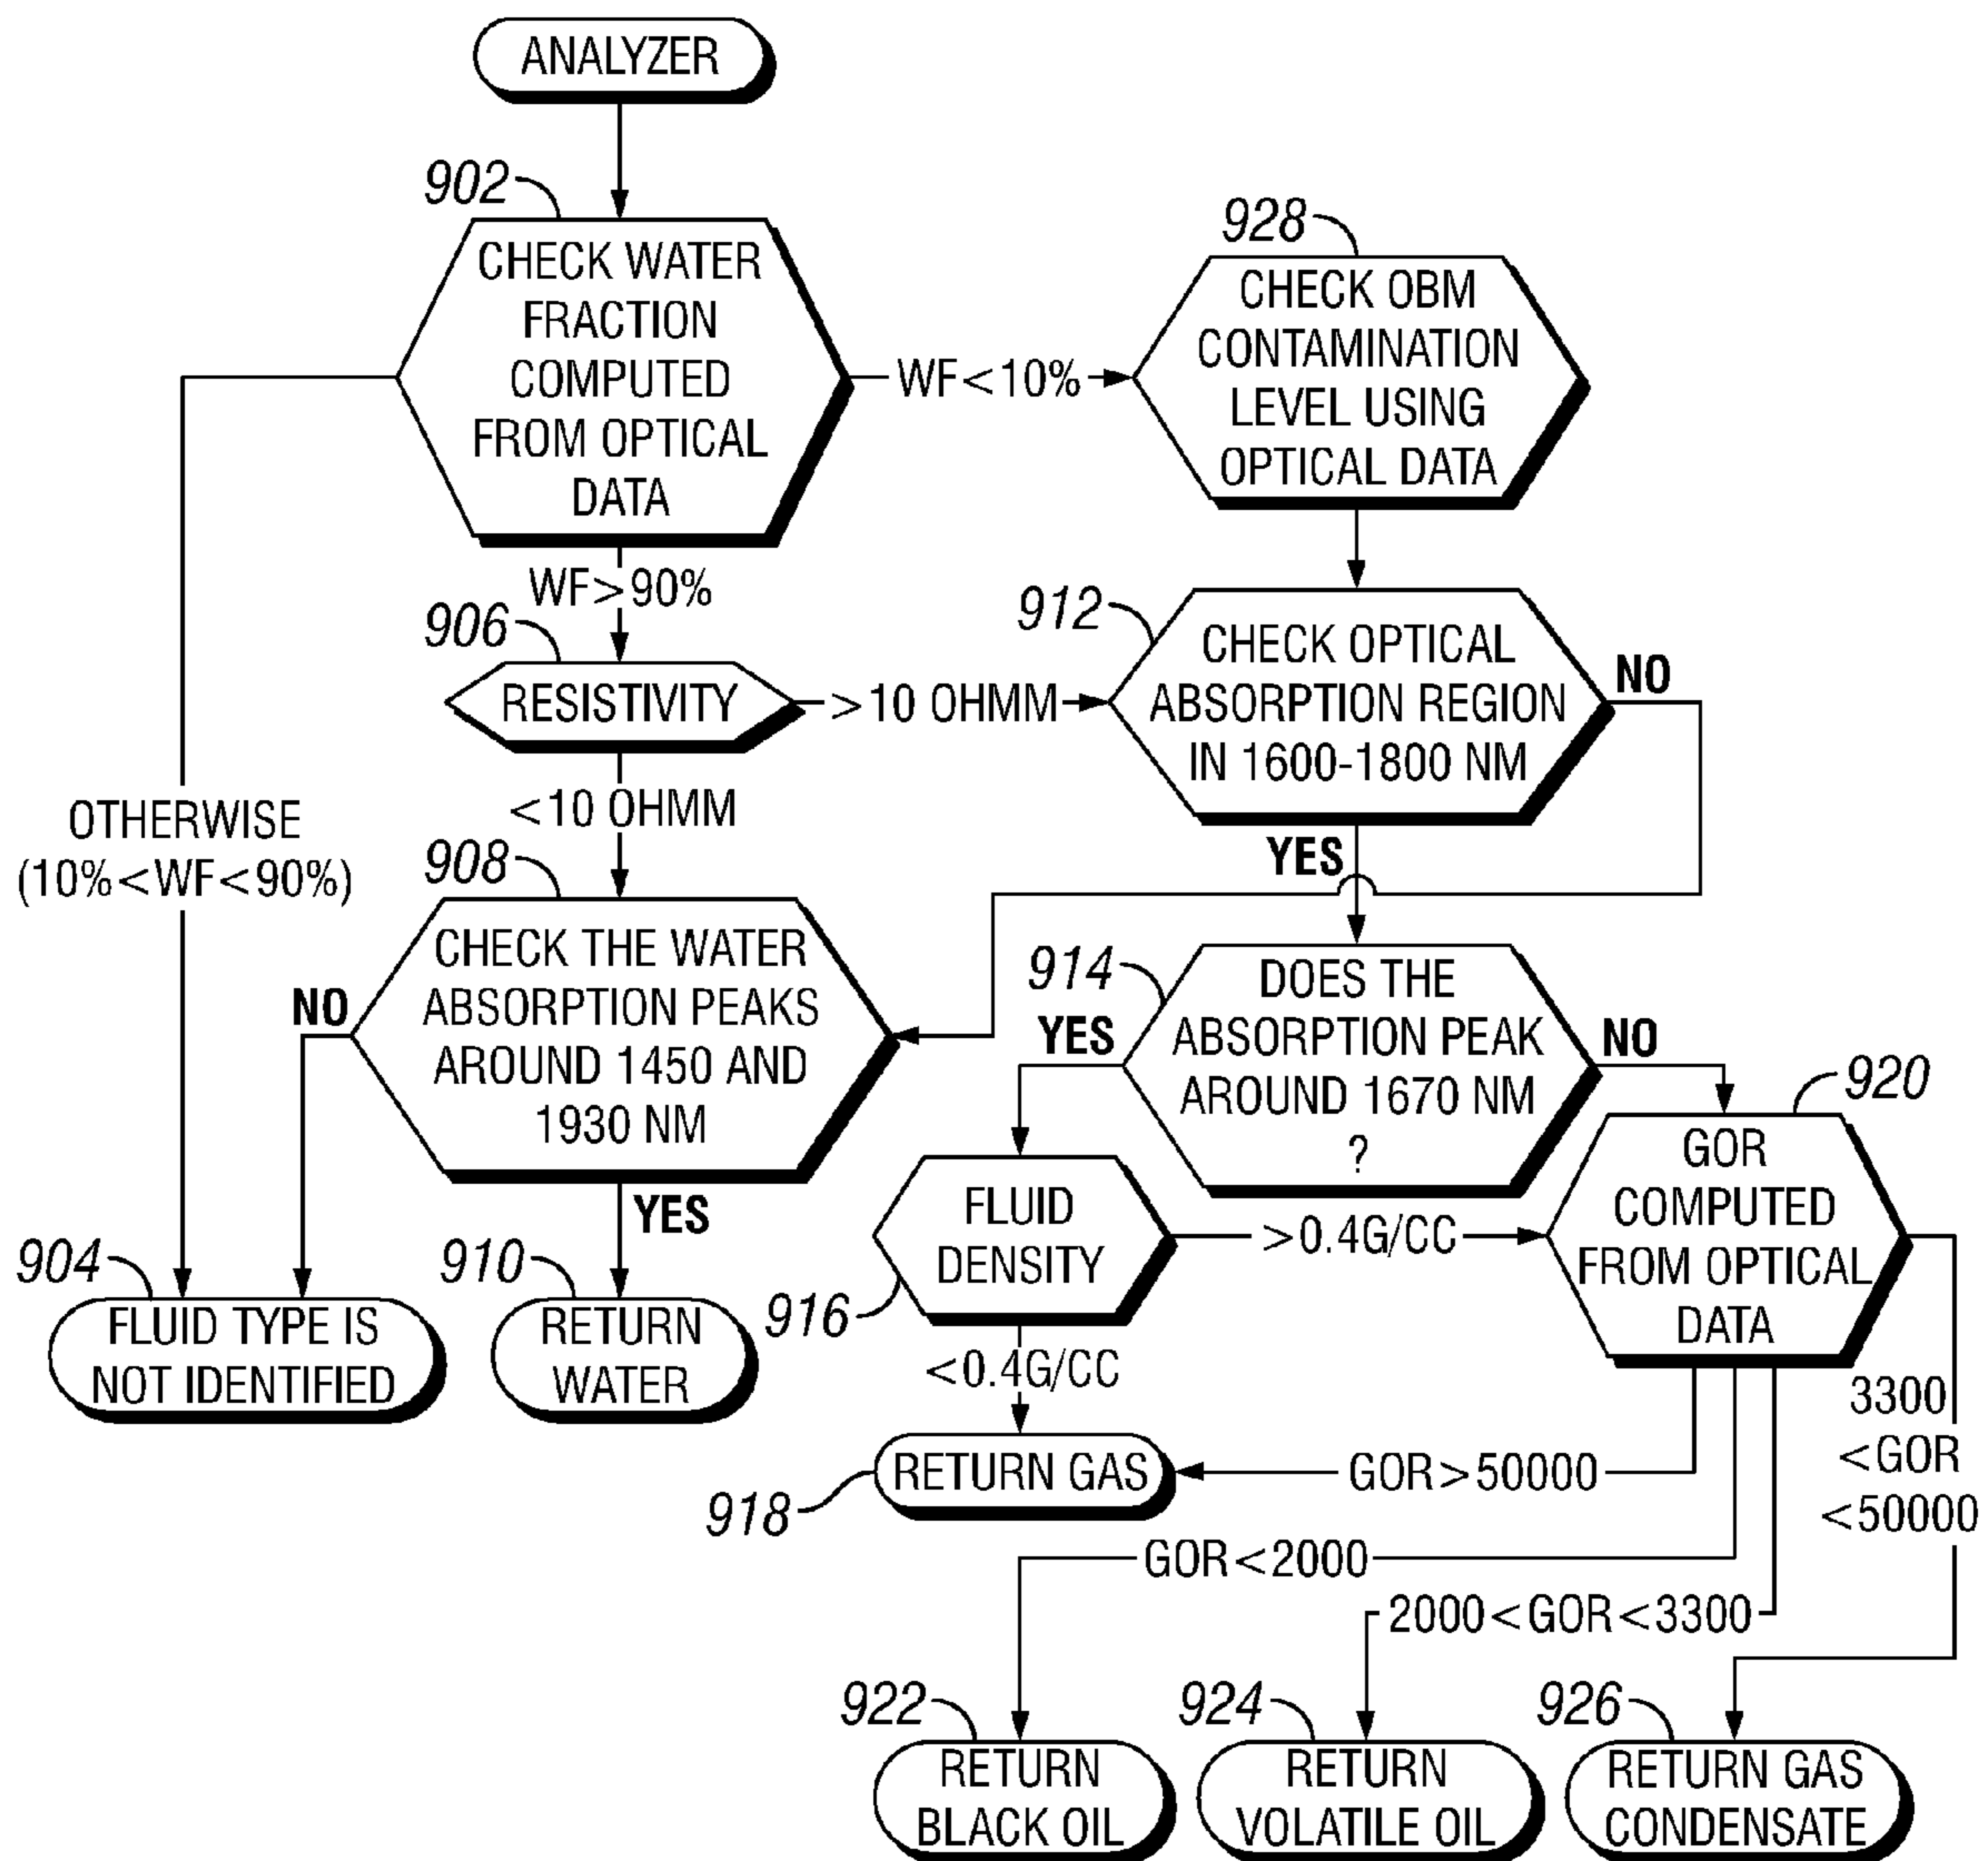 ANALYZER
902
CHECK WATER
FRACTION
COMPUTED
FROM OPTICAL
DATA
WF<10%
928
CHECK OBM
CONTAMINATION
LEVEL USING
OPTICAL DATA
WF>90%
906
RESISTIVITY
>10 OHMM
912
CHECK OPTICAL
ABSORPTION REGION
IN 1600-1800 NM
NO
YES
<10 OHMM
OTHERWISE
(10%<WF<90%)
908
CHECK THE WATER
ABSORPTION PEAKS
AROUND 1450 AND
1930 NM
NO
YES
914
DOES THE
ABSORPTION PEAK
AROUND 1670 NM
?
YES
NO
920
GOR
COMPUTED
FROM OPTICAL
DATA
904
FLUID TYPE IS
NOT IDENTIFIED
910
RETURN
WATER
916
FLUID
DENSITY
>0.4G/CC
<0.4G/CC
918
RETURN GAS
GOR>50000
3300
<GOR
<50000
GOR<2000
2000<GOR<3300
922
RETURN
BLACK OIL
924
RETURN
VOLATILE OIL
926
RETURN GAS
CONDENSATE